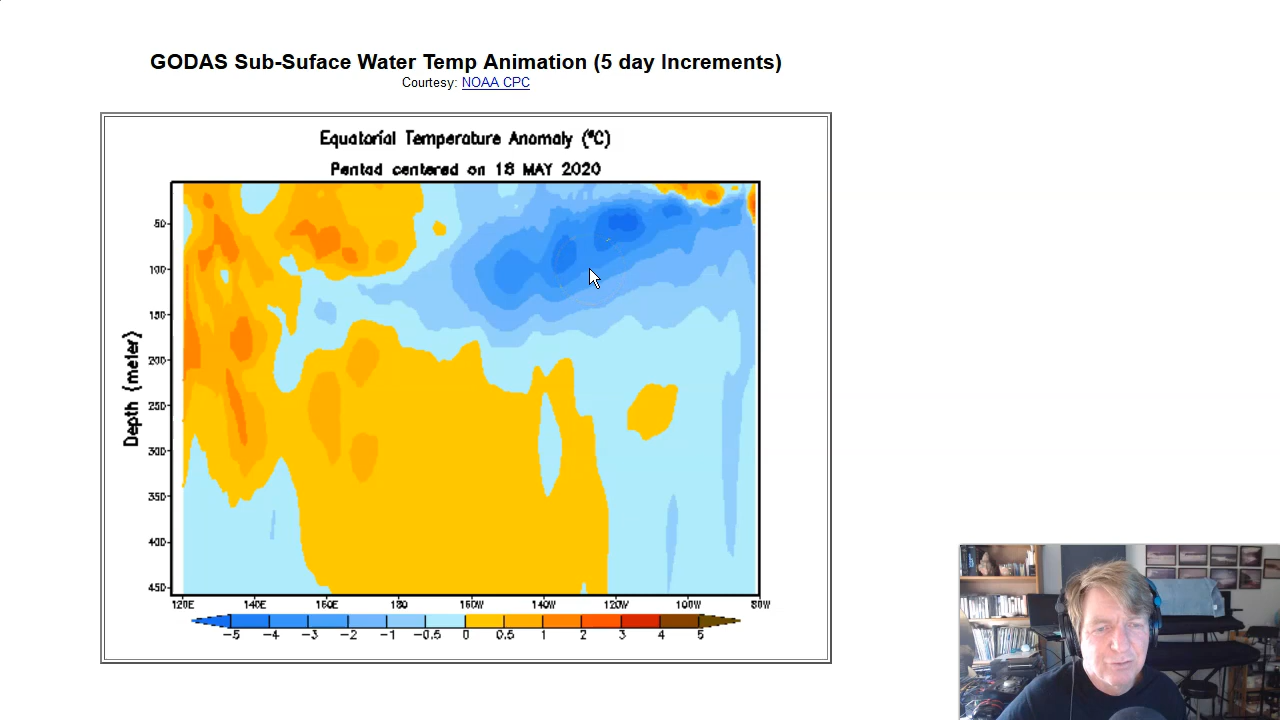 GODAS Sub-Suface Water Temp Animation (5 day Increments)
Courtesy: NOAA CPC
Equatorial Temperature Anomaly (°C)
Pentad centered on 18 MAY 2020
Depth (meter)
50
100
150
200
250
300
350
400
450
120E 140E 160E 180 160W 140W 120W 100W 80W
-5 -4 -3 -2 -1 -0.5 0 0.5 1 2 3 4 5